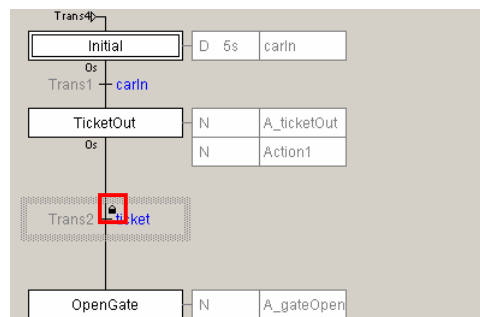 Trans4
Initial D 5s carIn
0s
Trans1 carIn
TicketOut N A_ticketOut
0s N Action1
Trans2 ticket
OpenGate N A_gateOpen